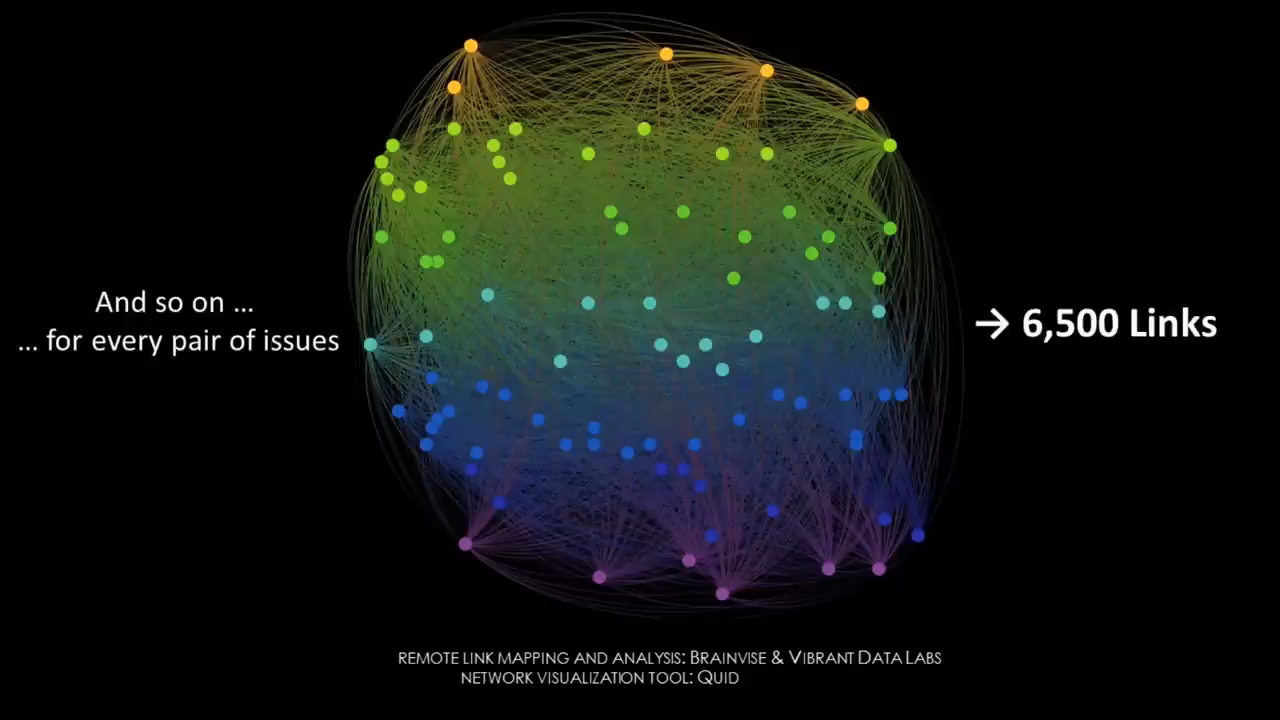 And so on ...
... for every pair of issues
→ 6,500 Links
REMOTE LINK MAPPING AND ANALYSIS: BRAINVISE & VIBRANT DATA LABS
NETWORK VISUALIZATION TOOL: QUID